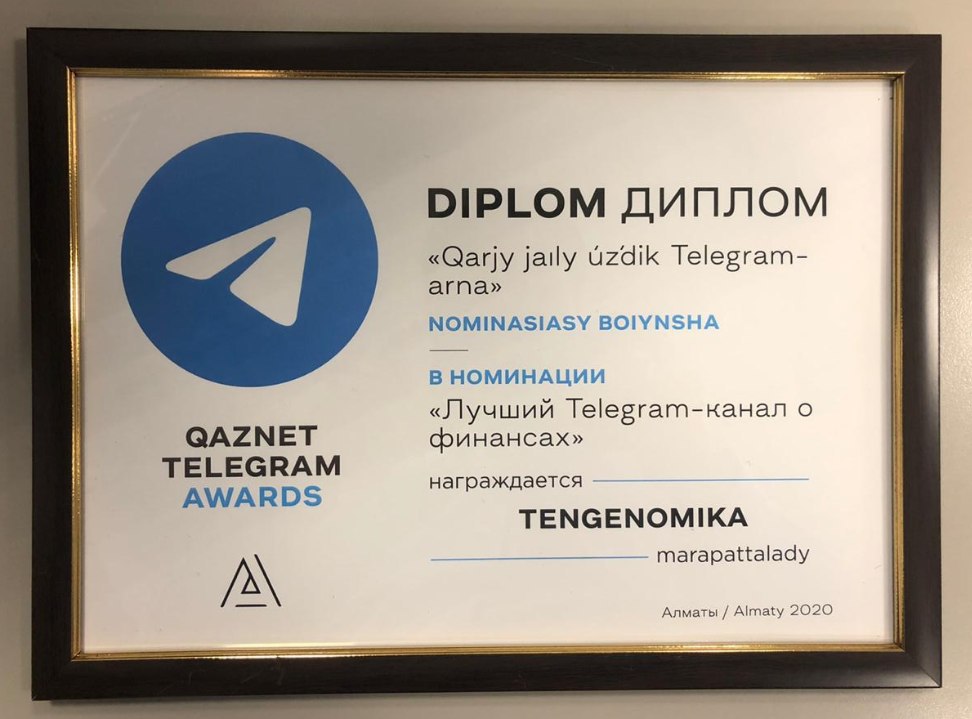 QAZNET
TELEGRAM
AWARDS
DIPLOM ДИПЛОМ
«Qarjy jaıly úzdik Telegram-
arna»
NOMINASIASY BOIYNSHA
В НОМИНАЦИИ
«Лучший Telegram-канал о
финансах»
награждается
TENGENOMIKA
marapattalady
Алматы / Almaty 2020